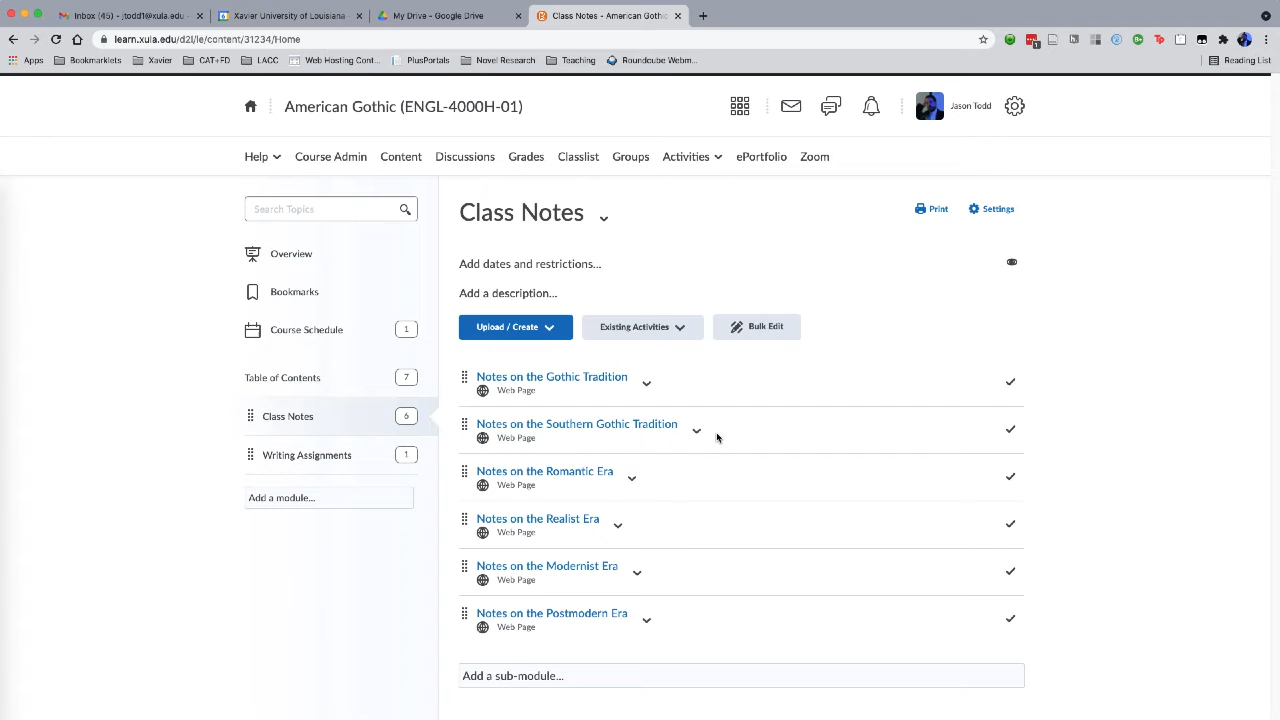 Inbox (45) - jtodd1@xula.edu -
Xavier University of Louisiana -
My Drive - Google Drive
Class Notes - American Gothic
learn.xula.edu/d2l/le/content/31234/Home
Apps
Bookmarklets
Xavier
CAT+FD
LACC
Web Hosting Cont...
PlusPortals
Novel Research
Teaching
Roundcube Webm...
Reading List
American Gothic (ENGL-4000H-01)
Jason Todd
Help
Course Admin
Content
Discussions
Grades
Classlist
Groups
Activities
ePortfolio
Zoom
Search Topics
Overview
Bookmarks
Course Schedule
1
Table of Contents
7
Class Notes
6
Writing Assignments
1
Add a module...
Class Notes
Print
Settings
Add dates and restrictions...
Add a description...
Upload / Create
Existing Activities
Bulk Edit
Notes on the Gothic Tradition
Web Page
Notes on the Southern Gothic Tradition
Web Page
Notes on the Romantic Era
Web Page
Notes on the Realist Era
Web Page
Notes on the Modernist Era
Web Page
Notes on the Postmodern Era
Web Page
Add a sub-module...